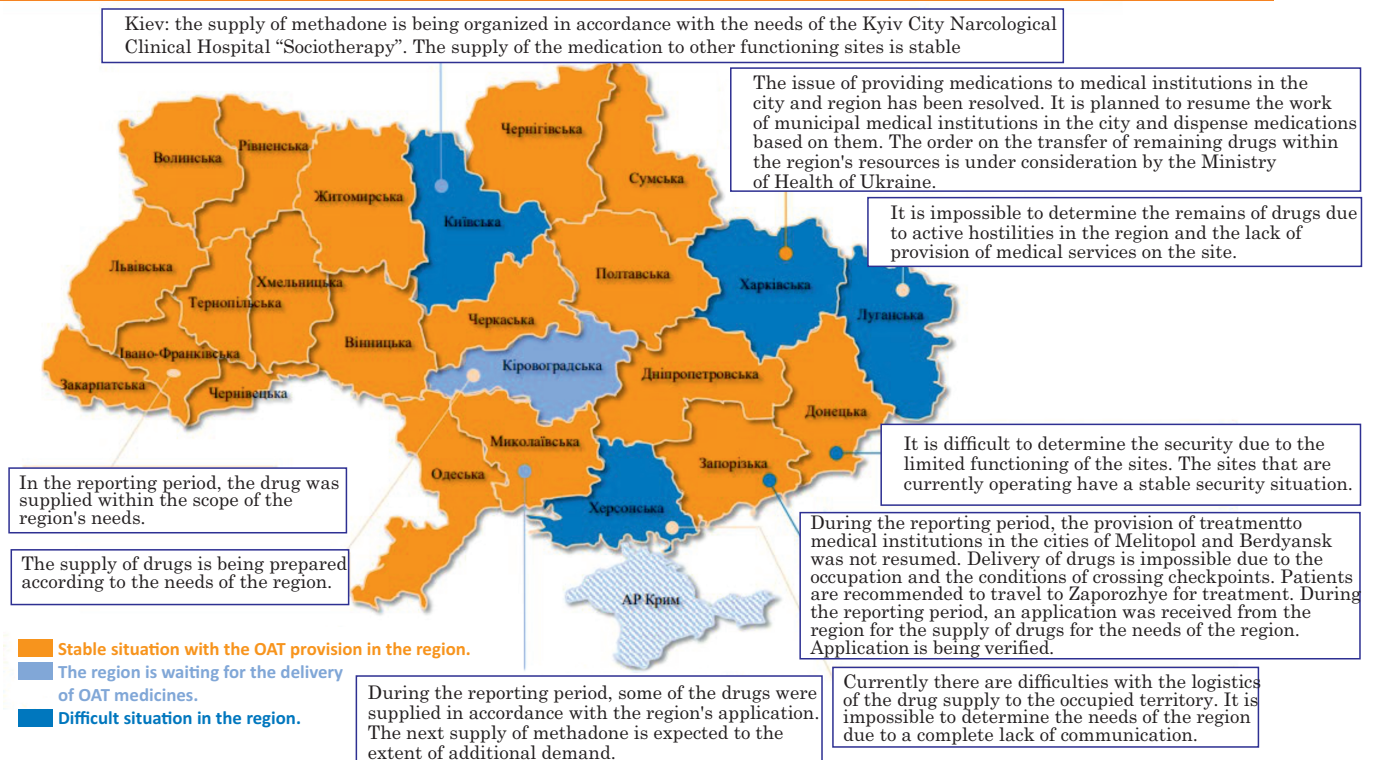 Kiev: the supply of methadone is being organized in accordance with the needs of the Kyiv City Narcological
Clinical Hospital “Sociotherapy”. The supply of the medication to other functioning sites is stable
The issue of providing medications to medical institutions in the
city and region has been resolved. It is planned to resume the work
of municipal medical institutions in the city and dispense medications
based on them. The order on the transfer of remaining drugs within
the region's resources is under consideration by the Ministry
of Health of Ukraine.
It is impossible to determine the remains of drugs due
to active hostilities in the region and the lack of
provision of medical services on the site.
Волинська
Рівненська
Житомирська
Чернігівська
Сумська
Київська
Львівська
Тернопільська
Хмельницька
Полтавська
Харківська
Луганська
Черкаська
Вінницька
Івано-Франківська
Закарпатська
Чернівецька
Кіровоградська
Дніпропетровська
Донецька
Миколаївська
Одеська
Запорізька
Херсонська
АР Крим
It is difficult to determine the security due to the
limited functioning of the sites. The sites that are
currently operating have a stable security situation.
In the reporting period, the drug was
supplied within the scope of the
region's needs.
During the reporting period, the provision of treatmentto
medical institutions in the cities of Melitopol and Berdyansk
was not resumed. Delivery of drugs is impossible due to the
occupation and the conditions of crossing checkpoints. Patients
are recommended to travel to Zaporozhye for treatment. During
the reporting period, an application was received from the
region for the supply of drugs for the needs of the region.
Application is being verified.
The supply of drugs is being prepared
according to the needs of the region.
Stable situation with the OAT provision in the region.
The region is waiting for the delivery
of OAT medicines.
Difficult situation in the region.
During the reporting period, some of the drugs were
supplied in accordance with the region's application.
The next supply of methadone is expected to the
extent of additional demand.
Currently there are difficulties with the logistics
of the drug supply to the occupied territory. It is
impossible to determine the needs of the region
due to a complete lack of communication.